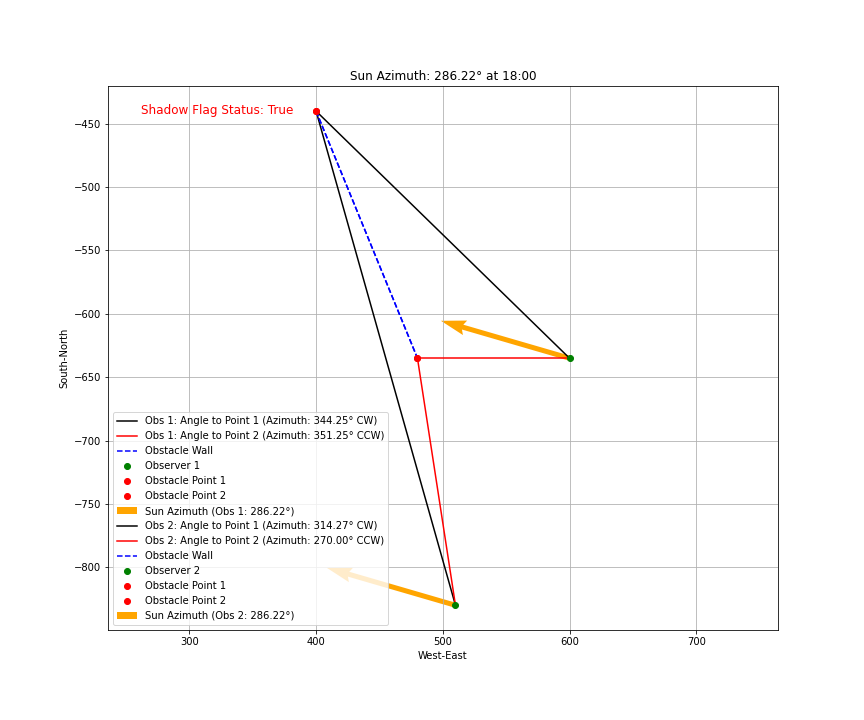 Sun Azimuth: 286.22° at 18:00
Shadow Flag Status: True
South-North
−450
−500
−550
−600
−650
−700
−750
−800
Obs 1: Angle to Point 1 (Azimuth: 344.25° CW)
Obs 1: Angle to Point 2 (Azimuth: 351.25° CCW)
Obstacle Wall
Observer 1
Obstacle Point 1
Obstacle Point 2
Sun Azimuth (Obs 1: 286.22°)
Obs 2: Angle to Point 1 (Azimuth: 314.27° CW)
Obs 2: Angle to Point 2 (Azimuth: 270.00° CCW)
Obstacle Wall
Observer 2
Obstacle Point 1
Obstacle Point 2
Sun Azimuth (Obs 2: 286.22°)
300 400 500 600 700
West-East